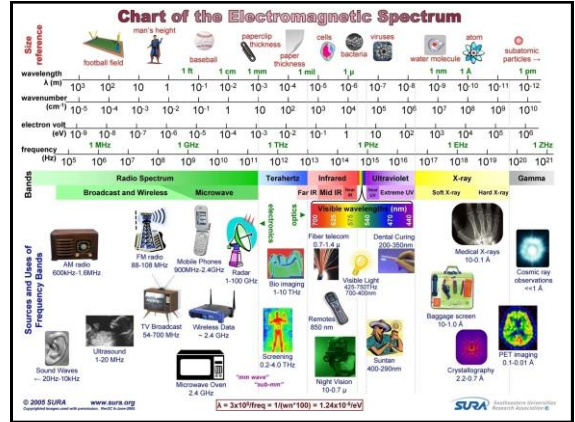 Chart of the Electromagnetic Spectrum
Size reference
football field
man's height
baseball
paperclip thickness
paper thickness
cells
bacteria
viruses
water molecule
atom
subatomic particles →
1 ft 1 cm 1 mm 1 mil 1 µ 1 nm 1 Å 1 pm
wavelength λ (m)
10³ 10² 10 1 10⁻¹ 10⁻² 10⁻³ 10⁻⁴ 10⁻⁵ 10⁻⁶ 10⁻⁷ 10⁻⁸ 10⁻⁹ 10⁻¹⁰ 10⁻¹¹ 10⁻¹²
wavenumber (cm⁻¹)
10⁻⁵ 10⁻⁴ 10⁻³ 10⁻² 10⁻¹ 1 10 10² 10³ 10⁴ 10⁵ 10⁶ 10⁷ 10⁸ 10⁹ 10¹⁰
electron volt (eV)
10⁻⁹ 10⁻⁸ 10⁻⁷ 10⁻⁶ 10⁻⁵ 10⁻⁴ 10⁻³ 10⁻² 10⁻¹ 1 10 10² 10³ 10⁴ 10⁵ 10⁶
1 MHz 1 GHz 1 THz 1 PHz 1 EHz 1 ZHz
frequency (Hz)
10⁵ 10⁶ 10⁷ 10⁸ 10⁹ 10¹⁰ 10¹¹ 10¹² 10¹³ 10¹⁴ 10¹⁵ 10¹⁶ 10¹⁷ 10¹⁸ 10¹⁹ 10²⁰ 10²¹
Bands
Radio Spectrum
Terahertz
Infrared
Ultraviolet
X-ray
Gamma
Broadcast and Wireless
Microwave
Far IR
Mid IR
Extreme UV
Soft X-ray
Hard X-ray
electronics
optics
Visible wavelengths (nm)
Sources and Uses of
Frequency Bands
AM radio
600kHz-1.6MHz
FM radio
88-108 MHz
Mobile Phones
900MHz-2.4GHz
Radar
1-100 GHz
Bio imaging
1-10 THz
Fiber telecom
0.7-1.4 µ
Visible Light
425-750THz
700-400nm
Dental Curing
200-350nm
Medical X-rays
10-0.1 Å
Cosmic ray
observations
<<1 Å
Sound Waves
← 20Hz-10kHz
Ultrasound
1-20 MHz
TV Broadcast
54-700 MHz
Wireless Data
~ 2.4 GHz
Microwave Oven
2.4 GHz
Screening
0.2-4.0 THz
"mm wave"
"sub-mm"
Remotes
850 nm
Night Vision
10-0.7 µ
Suntan
400-290nm
Baggage screen
10-1.0 Å
Crystallography
2.2-0.7 Å
PET imaging
0.1-0.01 Å
© 2005 SURA www.sura.org
λ = 3x10⁸/freq = 1/(wn*100) = 1.24x10⁻⁶/eV
SURA
Southeastern Universities
Research Association